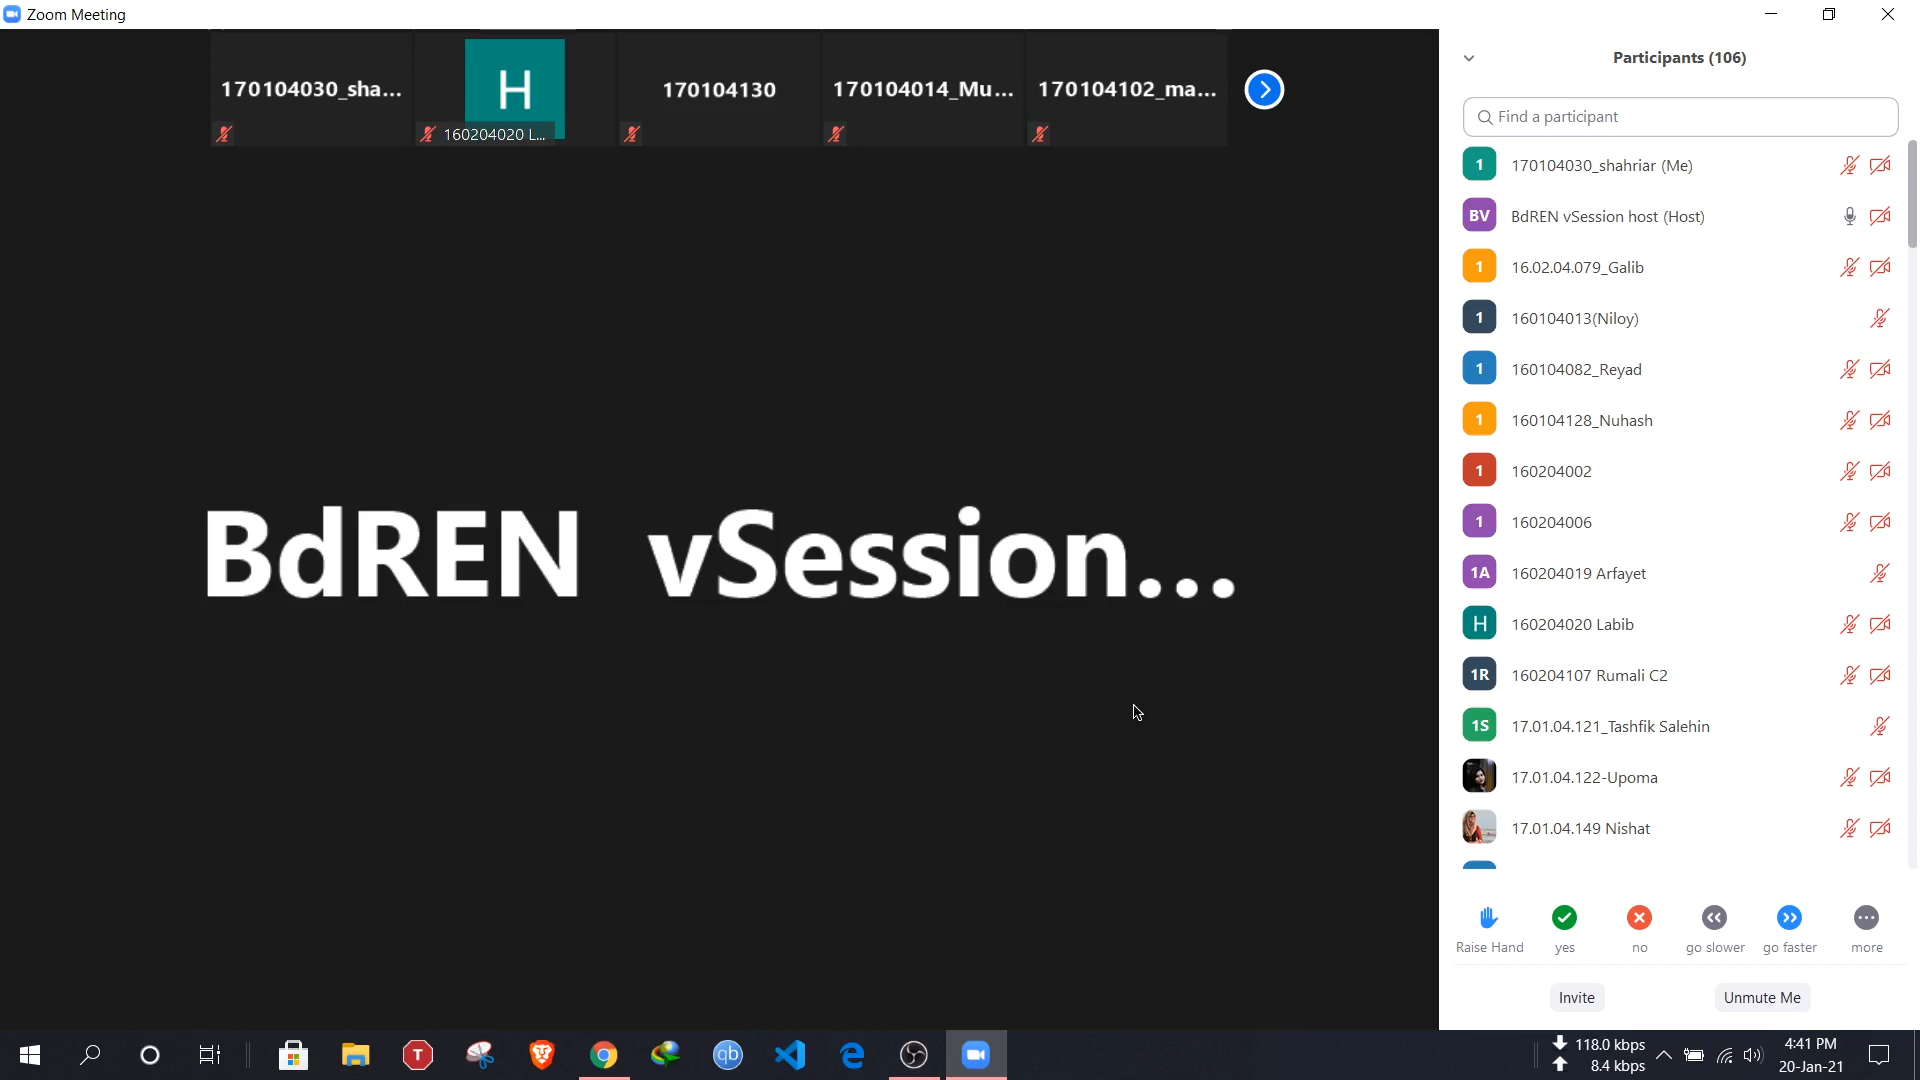 Zoom Meeting
170104030_sha...
H
160204020 L...
170104130
170104014_Mu...
170104102_ma...
BdREN vSession...
Participants (106)
Find a participant
1 170104030_shahriar (Me)
BV BdREN vSession host (Host)
1 16.02.04.079_Galib
1 160104013(Niloy)
1 160104082_Reyad
1 160104128_Nuhash
1 160204002
1 160204006
1A 160204019 Arfayet
H 160204020 Labib
1R 160204107 Rumali C2
1S 17.01.04.121_Tashfik Salehin
17.01.04.122-Upoma
17.01.04.149 Nishat
Raise Hand yes no go slower go faster more
Invite Unmute Me
T
qb
118.0 kbps
8.4 kbps
4:41 PM
20-Jan-21